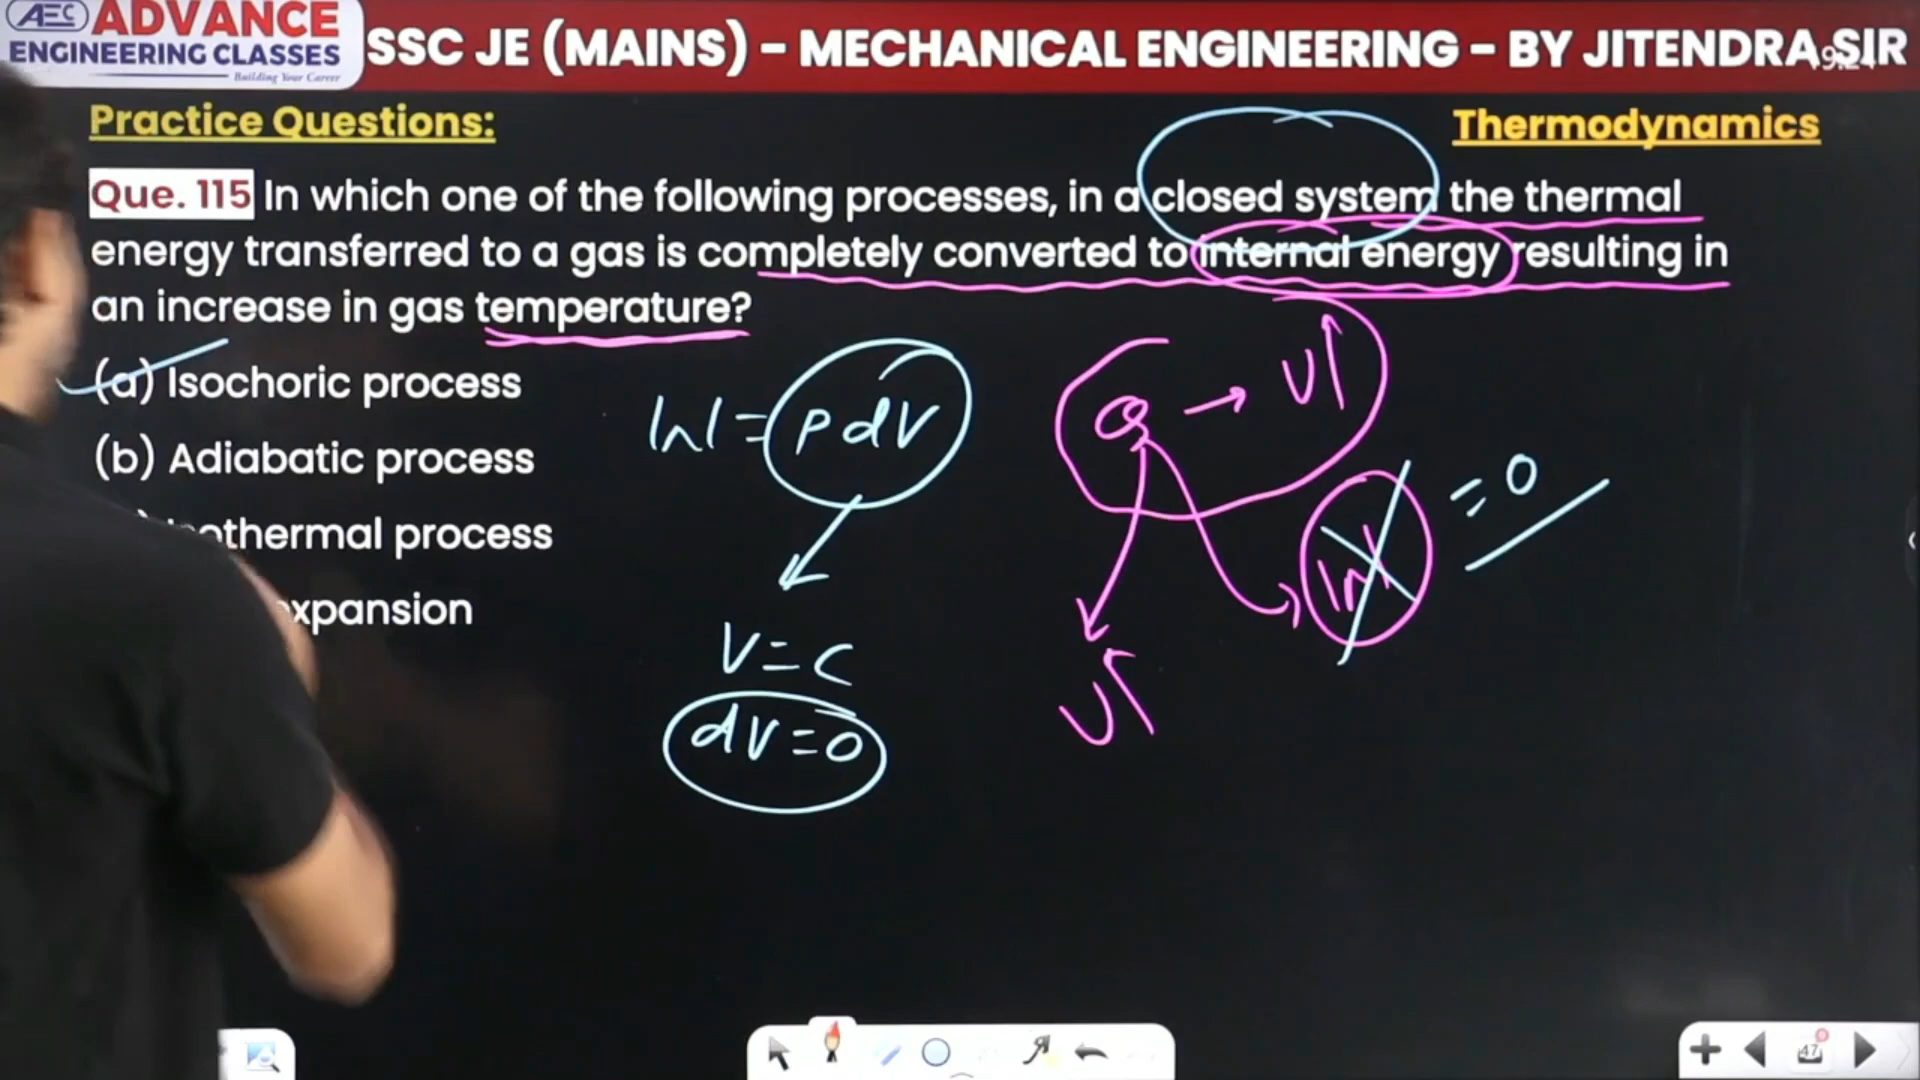 AEC ADVANCE
ENGINEERING CLASSES
Building Your Career
SSC JE (MAINS) – MECHANICAL ENGINEERING – BY JITENDRA SIR
Practice Questions:
Thermodynamics
Que. 115 In which one of the following processes, in a closed system the thermal
energy transferred to a gas is completely converted to internal energy resulting in
an increase in gas temperature?
(a) Isochoric process
(b) Adiabatic process
othermal process
xpansion
W = pdV
V = C
dV = 0
Q → U↑
W = 0
U↑
47